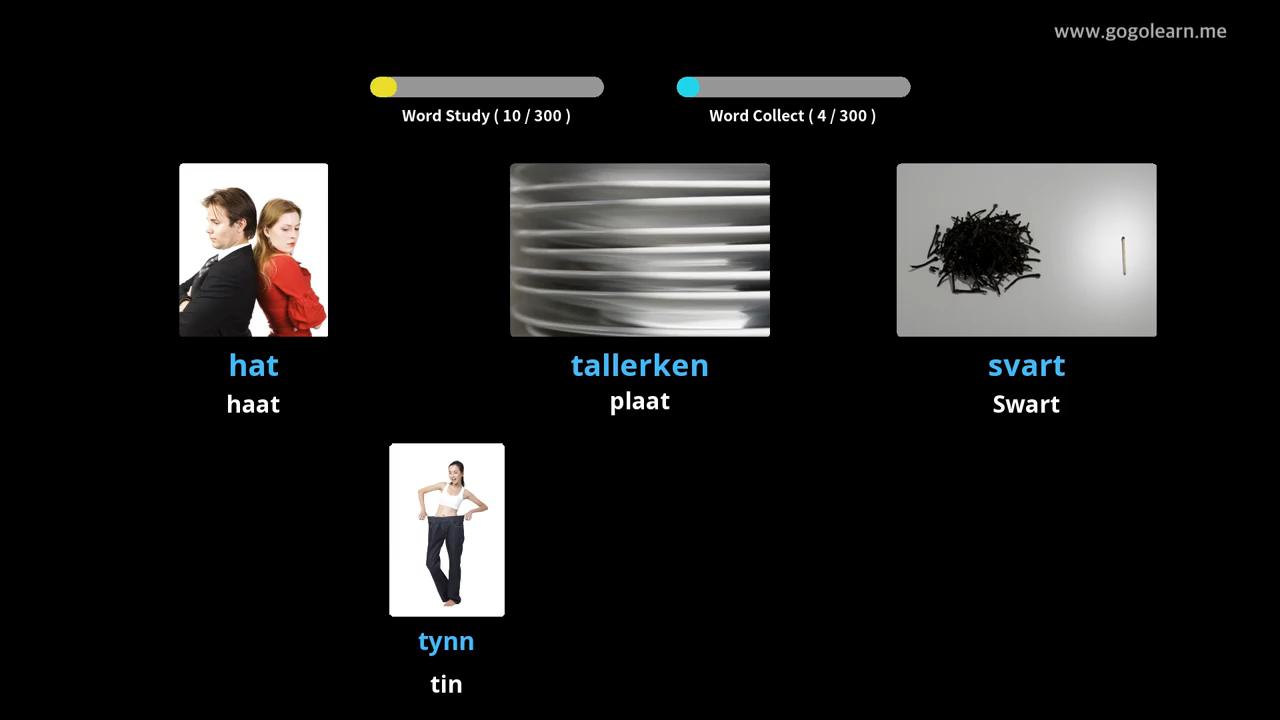 www.gogolearn.me
Word Study ( 10 / 300 )
Word Collect ( 4 / 300 )
hat
haat
tallerken
plaat
svart
Swart
tynn
tin